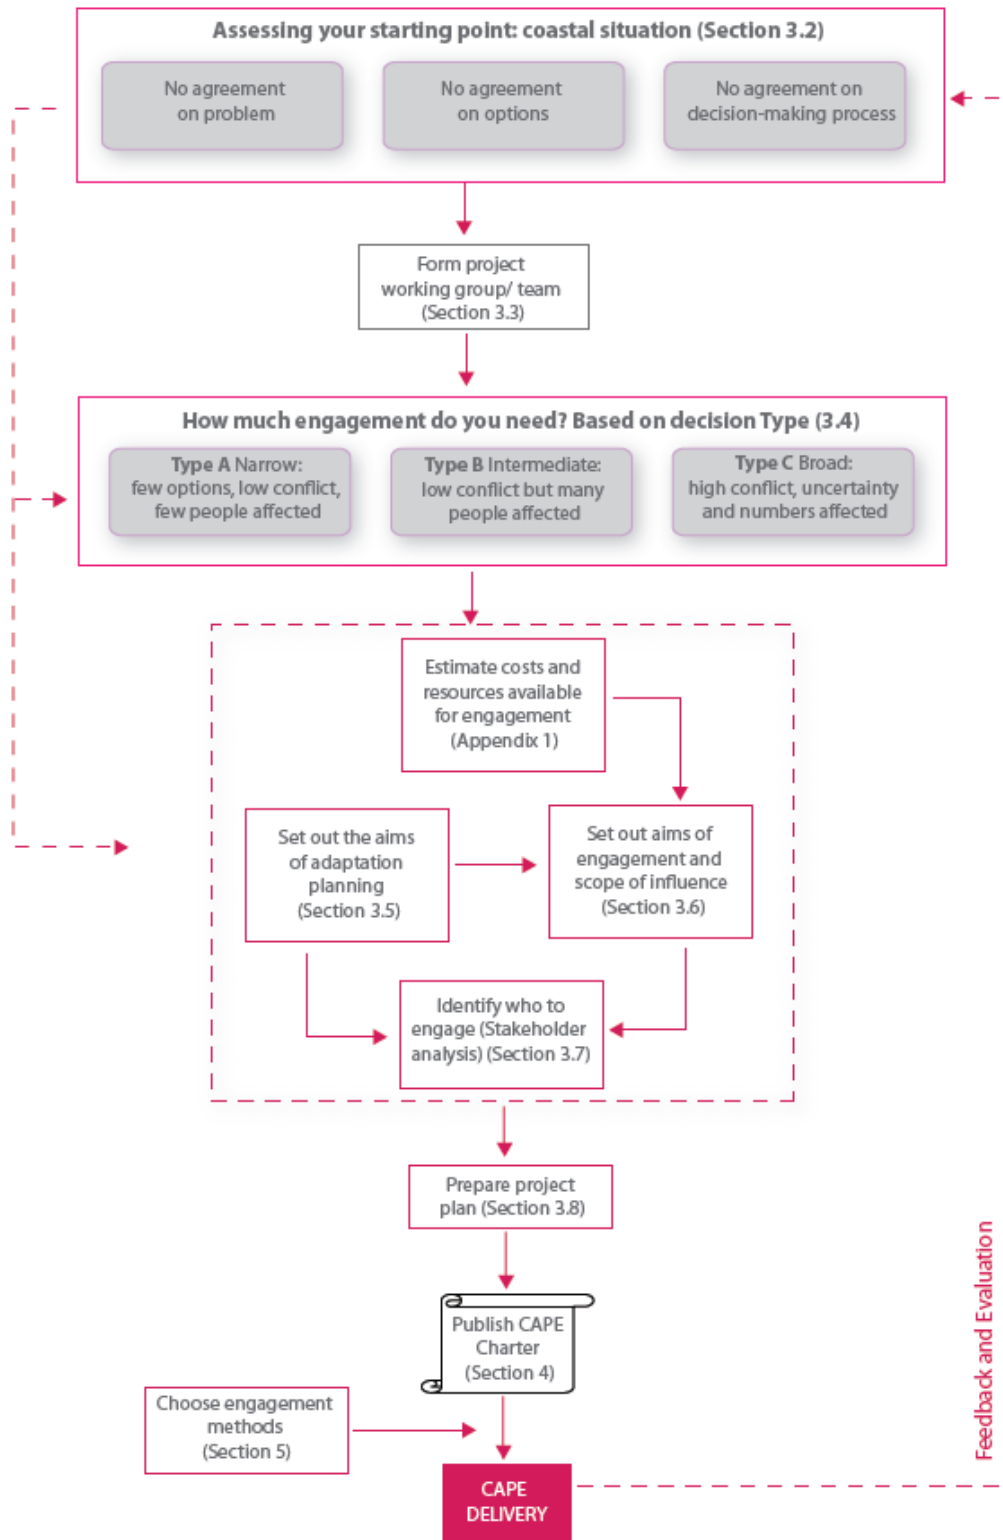 Assessing your starting point: coastal situation (Section 3.2)
No agreement
on problem
No agreement
on options
No agreement on
decision-making process
Form project
working group/ team
(Section 3.3)
How much engagement do you need? Based on decision Type (3.4)
Type A Narrow:
few options, low conflict,
few people affected
Type B Intermediate:
low conflict but many
people affected
Type C Broad:
high conflict, uncertainty
and numbers affected
Estimate costs and
resources available
for engagement
(Appendix 1)
Set out the aims
of adaptation
planning
(Section 3.5)
Set out aims of
engagement and
scope of influence
(Section 3.6)
Identify who to
engage (Stakeholder
analysis) (Section 3.7)
Prepare project
plan (Section 3.8)
Publish CAPE
Charter
(Section 4)
Choose engagement
methods
(Section 5)
CAPE
DELIVERY
Feedback and Evaluation